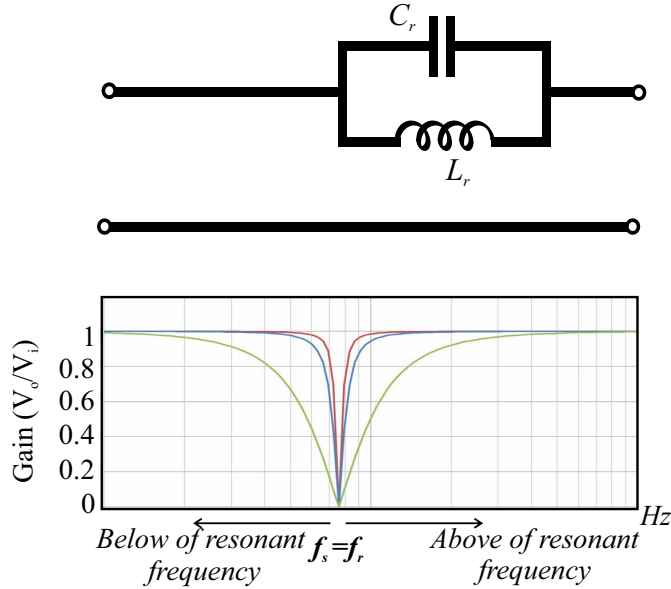 C_r
L_r
Gain (V_o/V_i)
1
0.8
0.6
0.4
0.2
0
Hz
Below of resonant
frequency
f_s=f_r
Above of resonant
frequency